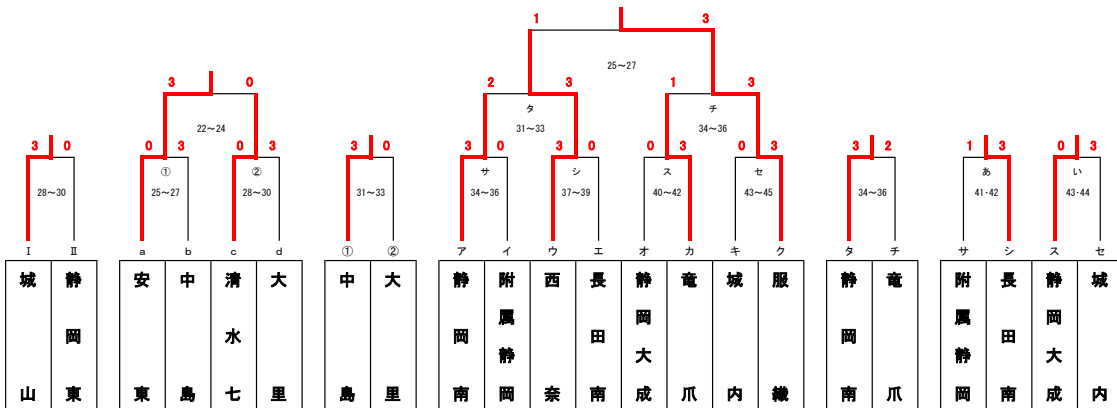 1 3
25～27
3 0 2 3 1 3
タ チ
22～24 31～33 34～36
3 0 0 3 0 3 3 0 3 0 3 0 0 3 0 3 3 2 1 3 0 3
① ② サ シ ス セ あ い
28～30 25～27 28～30 31～33 34～36 37～39 40～42 43～45 34～36 41・42 43・44
Ⅰ Ⅱ a b c d ① ② ア イ ウ エ オ カ キ ク タ チ サ シ ス セ
城山
静岡東
安東
中島
清水七
大里
中島
大里
静岡南
附属静岡
西奈
長田南
静岡大成
竜爪
城内
服織
静岡南
竜爪
附属静岡
長田南
静岡大成
城内